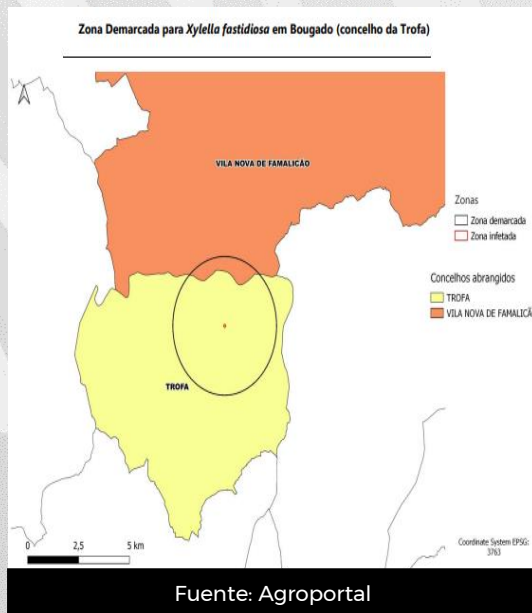 Zona Demarcada para Xylella fastidiosa em Bougado (concelho da Trofa)
VILA NOVA DE FAMALICÃO
Zonas
Zona demarcada
Zona infetada
Concelhos abrangidos
TROFA
VILA NOVA DE FAMALICÃ
TROFA
0 2,5 5 km
Coordinate System EPSG:
3763
Fuente: Agroportal